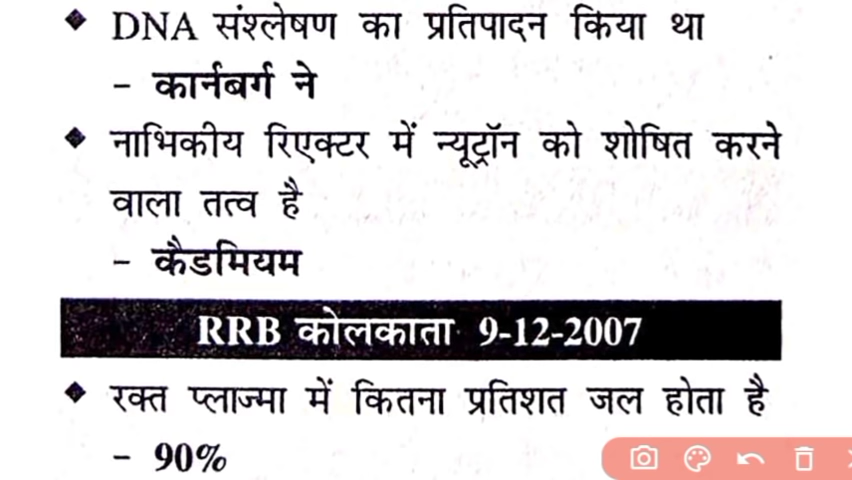 ◆ DNA संश्लेषण का प्रतिपादन किया था
– कार्नबर्ग ने
◆ नाभिकीय रिएक्टर में न्यूट्रॉन को शोषित करने
वाला तत्व है
– कैडमियम
RRB कोलकाता 9-12-2007
◆ रक्त प्लाज्मा में कितना प्रतिशत जल होता है
– 90%